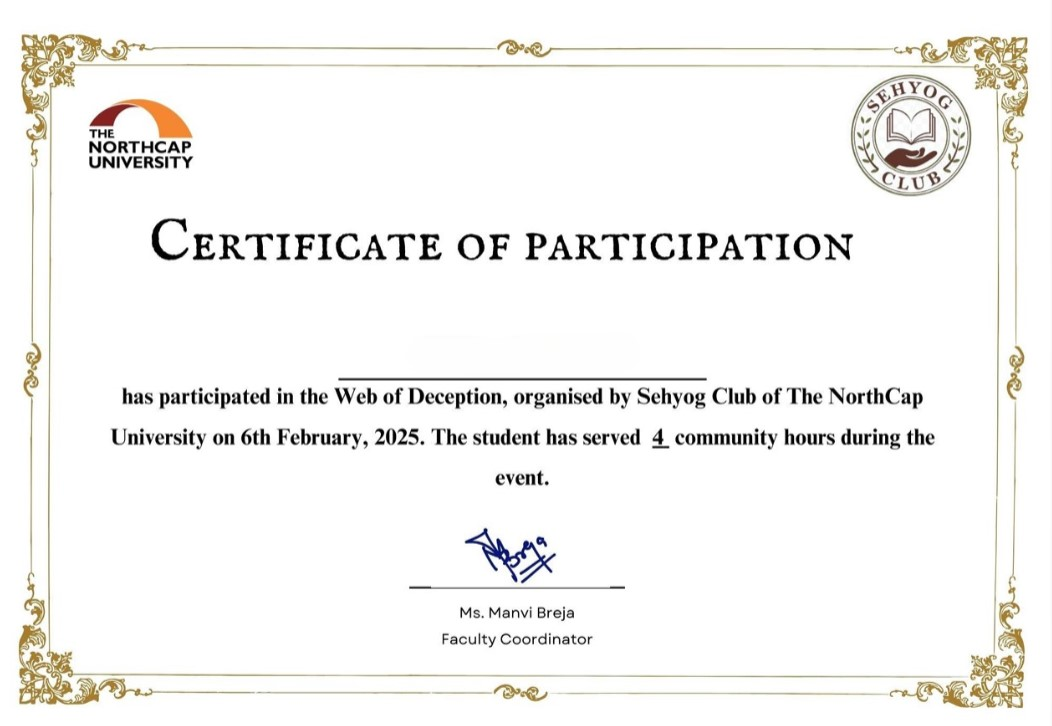 THE
NORTHCAP
UNIVERSITY
SEHYOG
CLUB
CERTIFICATE OF PARTICIPATION
has participated in the Web of Deception, organised by Sehyog Club of The NorthCap
University on 6th February, 2025. The student has served 4 community hours during the
event.
Breja
Ms. Manvi Breja
Faculty Coordinator